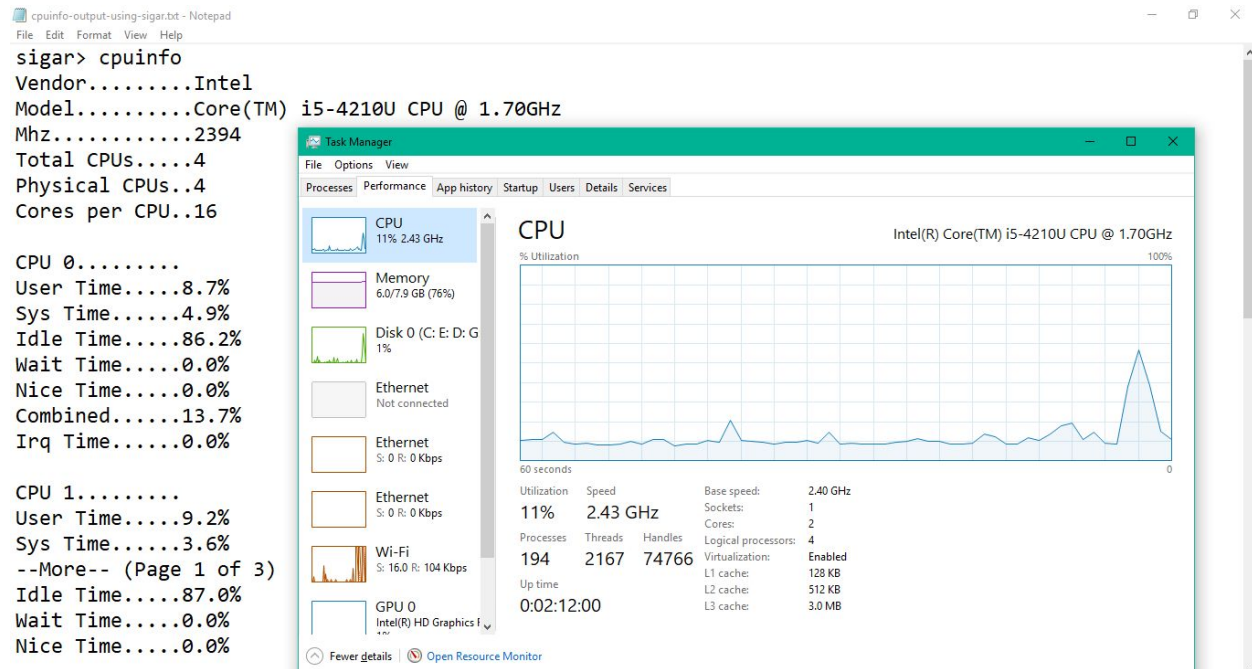 cpuinfo-output-using-sigar.txt - Notepad
File Edit Format View Help
sigar> cpuinfo
Vendor.........Intel
Model..........Core(TM) i5-4210U CPU @ 1.70GHz
Mhz............2394
Total CPUs.....4
Physical CPUs..4
Cores per CPU..16
CPU 0.........
User Time.....8.7%
Sys Time......4.9%
Idle Time.....86.2%
Wait Time.....0.0%
Nice Time.....0.0%
Combined......13.7%
Irq Time......0.0%
CPU 1.........
User Time.....9.2%
Sys Time......3.6%
--More-- (Page 1 of 3)
Idle Time.....87.0%
Wait Time.....0.0%
Nice Time.....0.0%
Task Manager
File Options View
Processes Performance App history Startup Users Details Services
CPU
11% 2.43 GHz
Memory
6.0/7.9 GB (76%)
Disk 0 (C: E: D: G
1%
Ethernet
Not connected
Ethernet
S: 0 R: 0 Kbps
Ethernet
S: 0 R: 0 Kbps
Wi-Fi
S: 16.0 R: 104 Kbps
GPU 0
Intel(R) HD Graphics F
CPU
Intel(R) Core(TM) i5-4210U CPU @ 1.70GHz
% Utilization 100%
60 seconds 0
Utilization Speed
11% 2.43 GHz
Processes Threads Handles
194 2167 74766
Up time
0:02:12:00
Base speed: 2.40 GHz
Sockets: 1
Cores: 2
Logical processors: 4
Virtualization: Enabled
L1 cache: 128 KB
L2 cache: 512 KB
L3 cache: 3.0 MB
Fewer details Open Resource Monitor